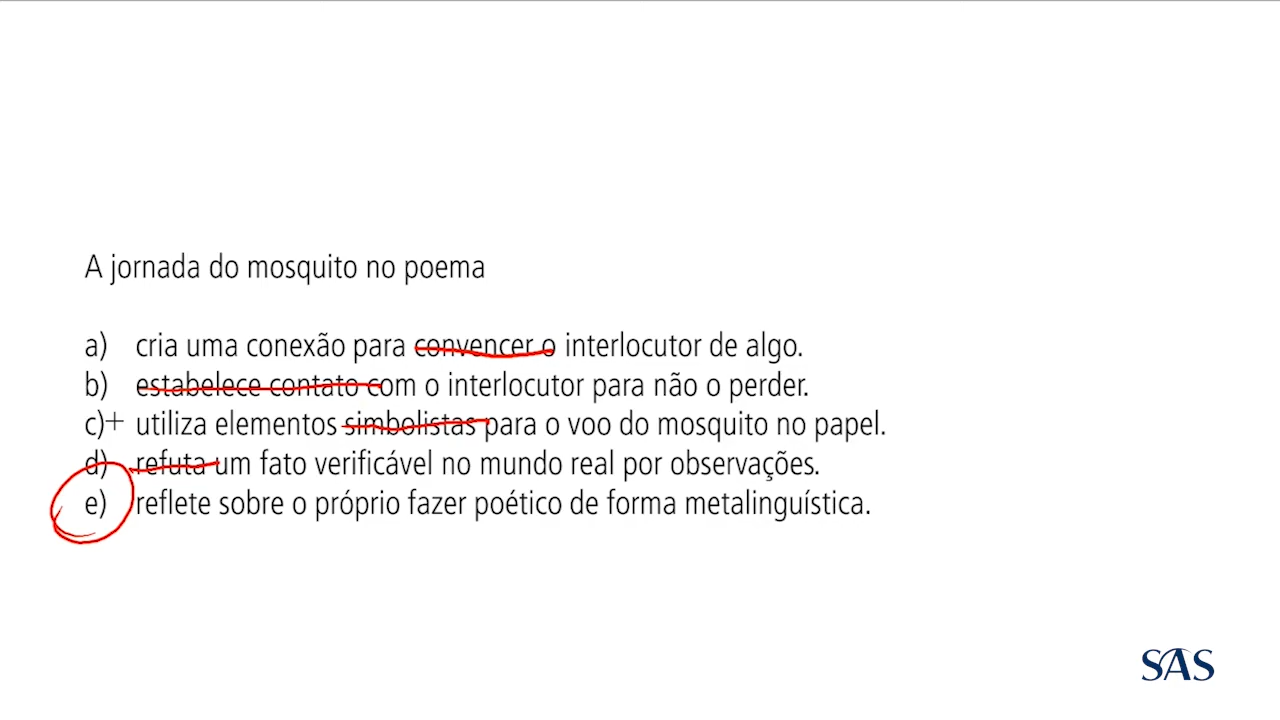 A jornada do mosquito no poema
a) cria uma conexão para convencer o interlocutor de algo.
b) estabelece contato com o interlocutor para não o perder.
c) utiliza elementos simbolistas para o voo do mosquito no papel.
d) refuta um fato verificável no mundo real por observações.
e) reflete sobre o próprio fazer poético de forma metalinguística.
SAS